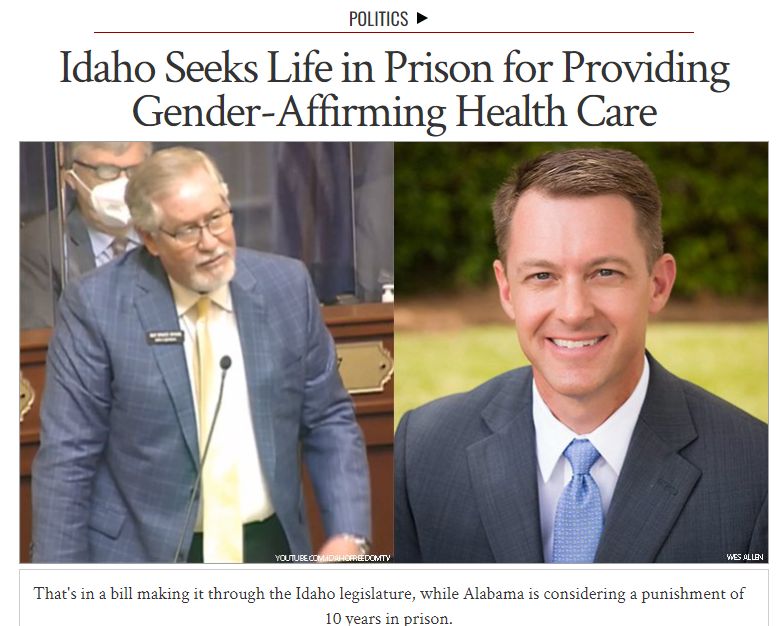 POLITICS ▶
Idaho Seeks Life in Prison for Providing
Gender-Affirming Health Care
YOUTUBE.COM/IDAHOFREEDOMTV
WES ALLEN
That's in a bill making it through the Idaho legislature, while Alabama is considering a punishment of
10 years in prison.